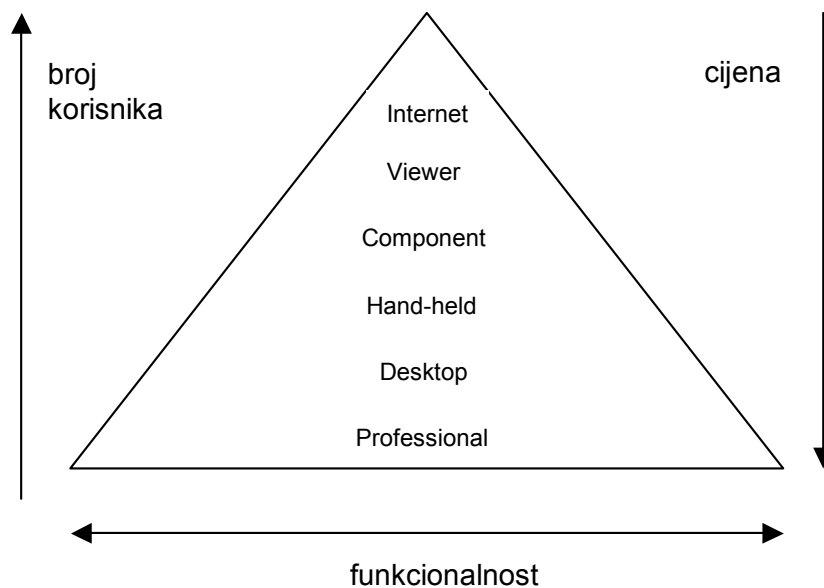 broj
korisnika
cijena
Internet
Viewer
Component
Hand-held
Desktop
Professional
funkcionalnost